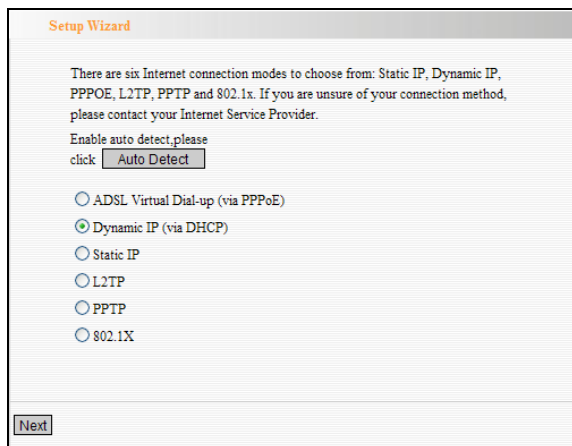 Setup Wizard
There are six Internet connection modes to choose from: Static IP, Dynamic IP,
PPPOE, L2TP, PPTP and 802.1x. If you are unsure of your connection method,
please contact your Internet Service Provider.
Enable auto detect,please
click Auto Detect
ADSL Virtual Dial-up (via PPPoE)
Dynamic IP (via DHCP)
Static IP
L2TP
PPTP
802.1X
Next